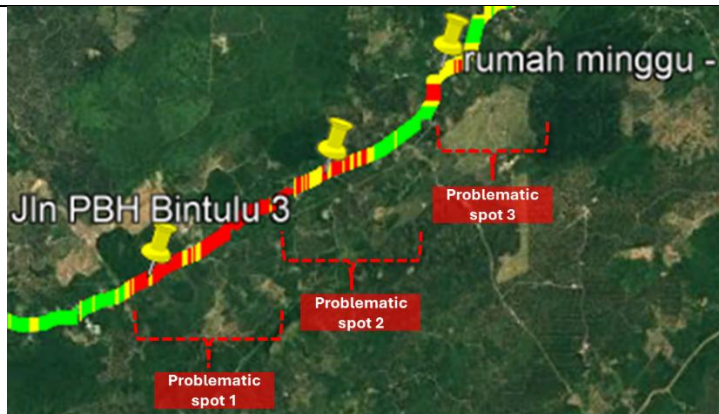 rumah minggu -
Problematic
spot 3
Jln PBH Bintulu 3
Problematic
spot 2
Problematic
spot 1